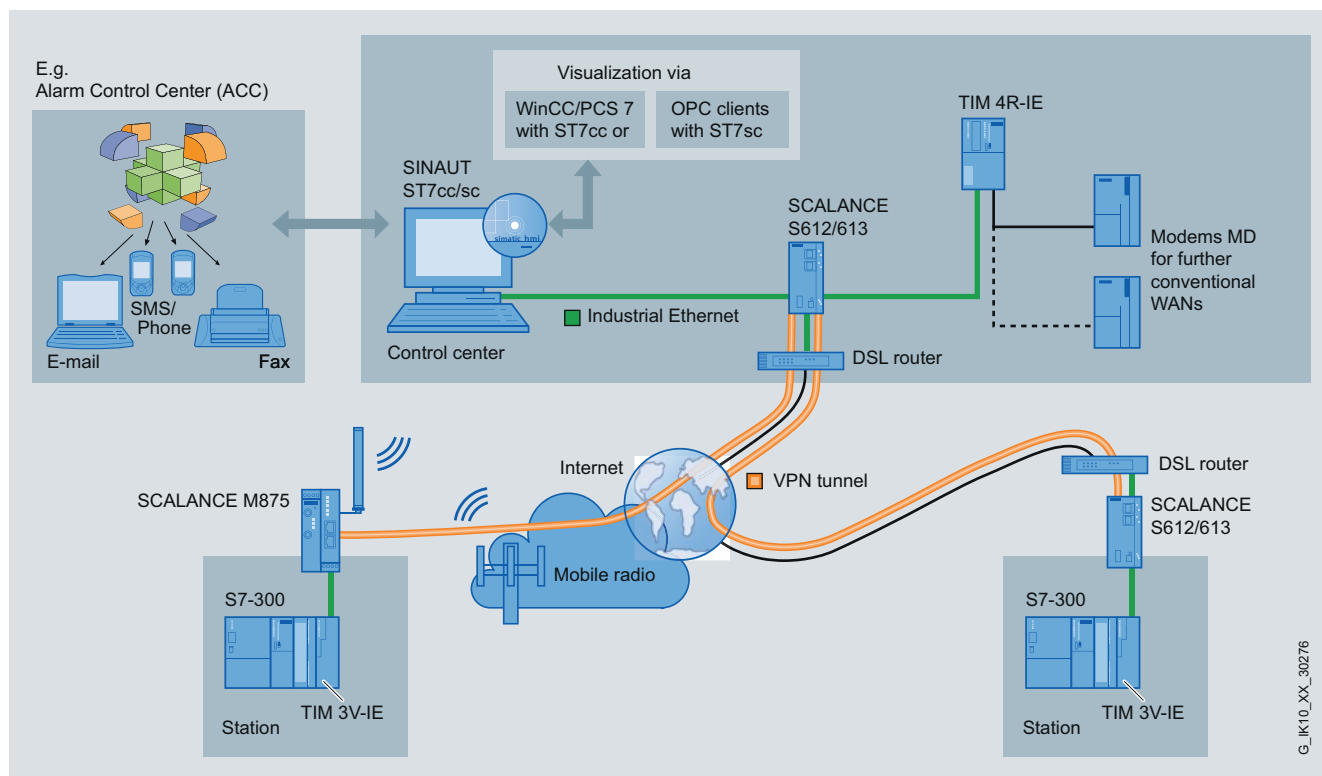 E.g.
Alarm Control Center (ACC)
SMS/
Phone
E-mail
Fax
Visualization via
WinCC/PCS 7
with ST7cc or
OPC clients
with ST7sc
SINAUT
ST7cc/sc
simatic hmi
Control center
Industrial Ethernet
SCALANCE
S612/613
TIM 4R-IE
Modems MD
for further
conventional
WANs
DSL router
Internet
VPN tunnel
Mobile radio
SCALANCE M875
S7-300
TIM 3V-IE
Station
DSL router
SCALANCE
S612/613
S7-300
TIM 3V-IE
Station
G_IK10_XX_30276